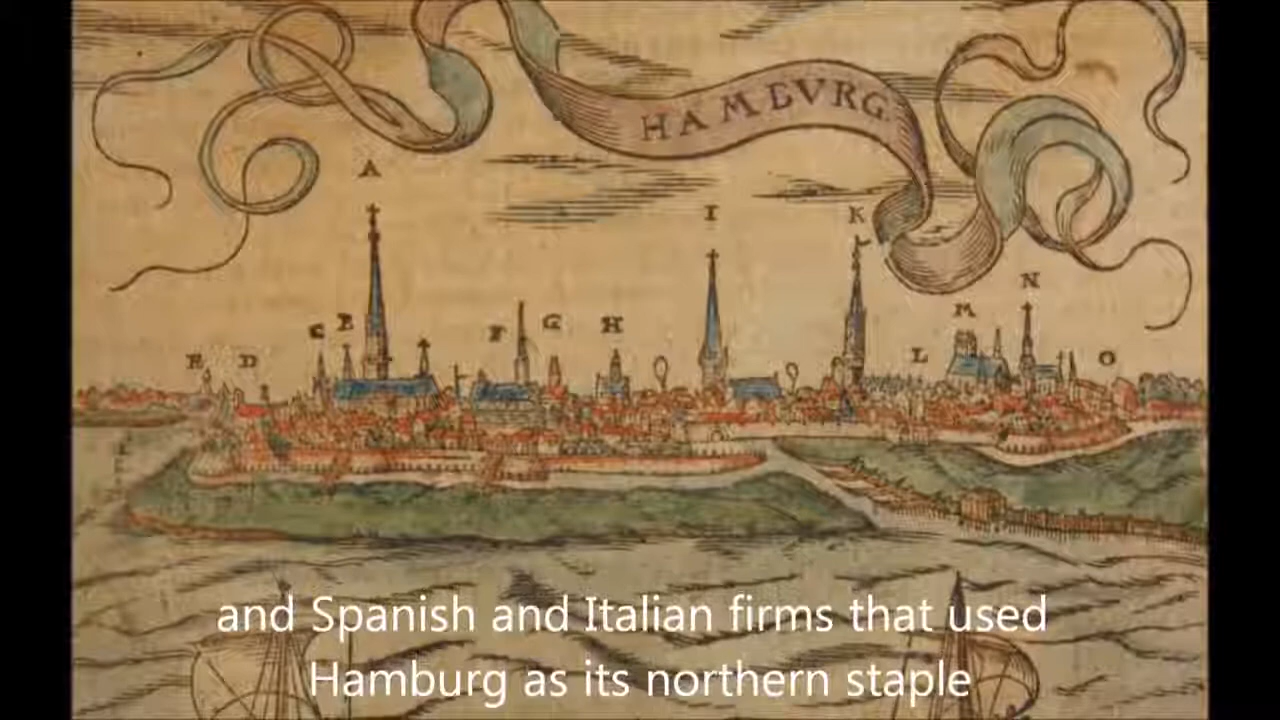 HAMBVRG
A
I
K
N
M
C E
F
G
H
D
L
O
and Spanish and Italian firms that used
Hamburg as its northern staple